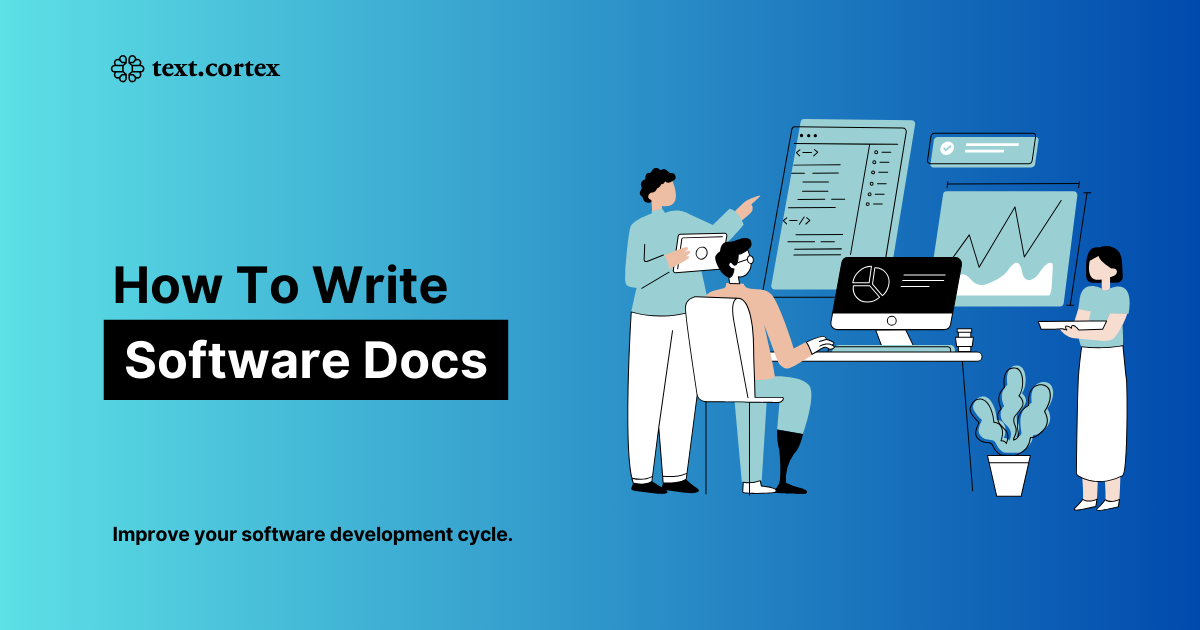 text.cortex
How To Write
Software Docs
Improve your software development cycle.
<—>
</—>